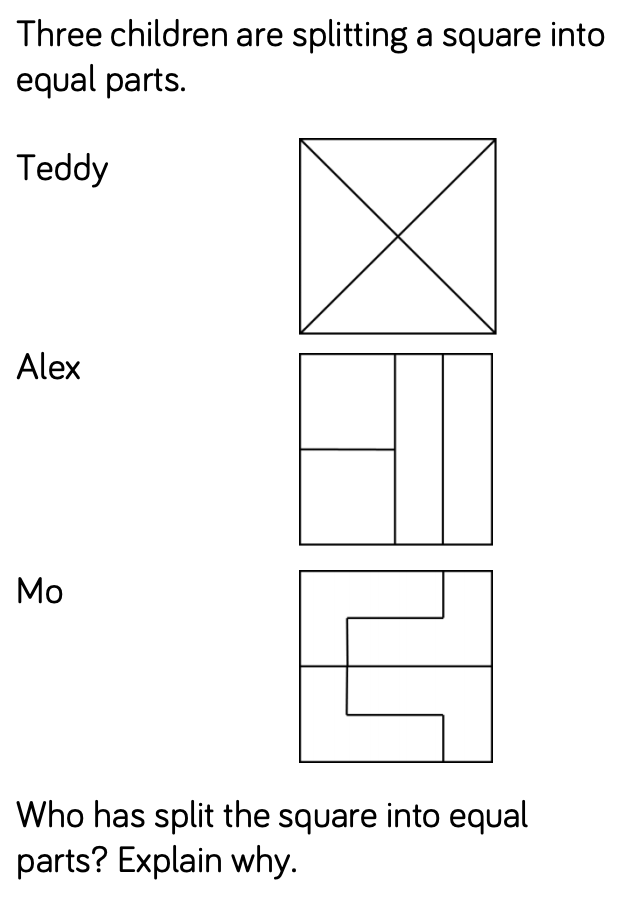 Three children are splitting a square into
equal parts.
Teddy
Alex
Mo
Who has split the square into equal
parts? Explain why.